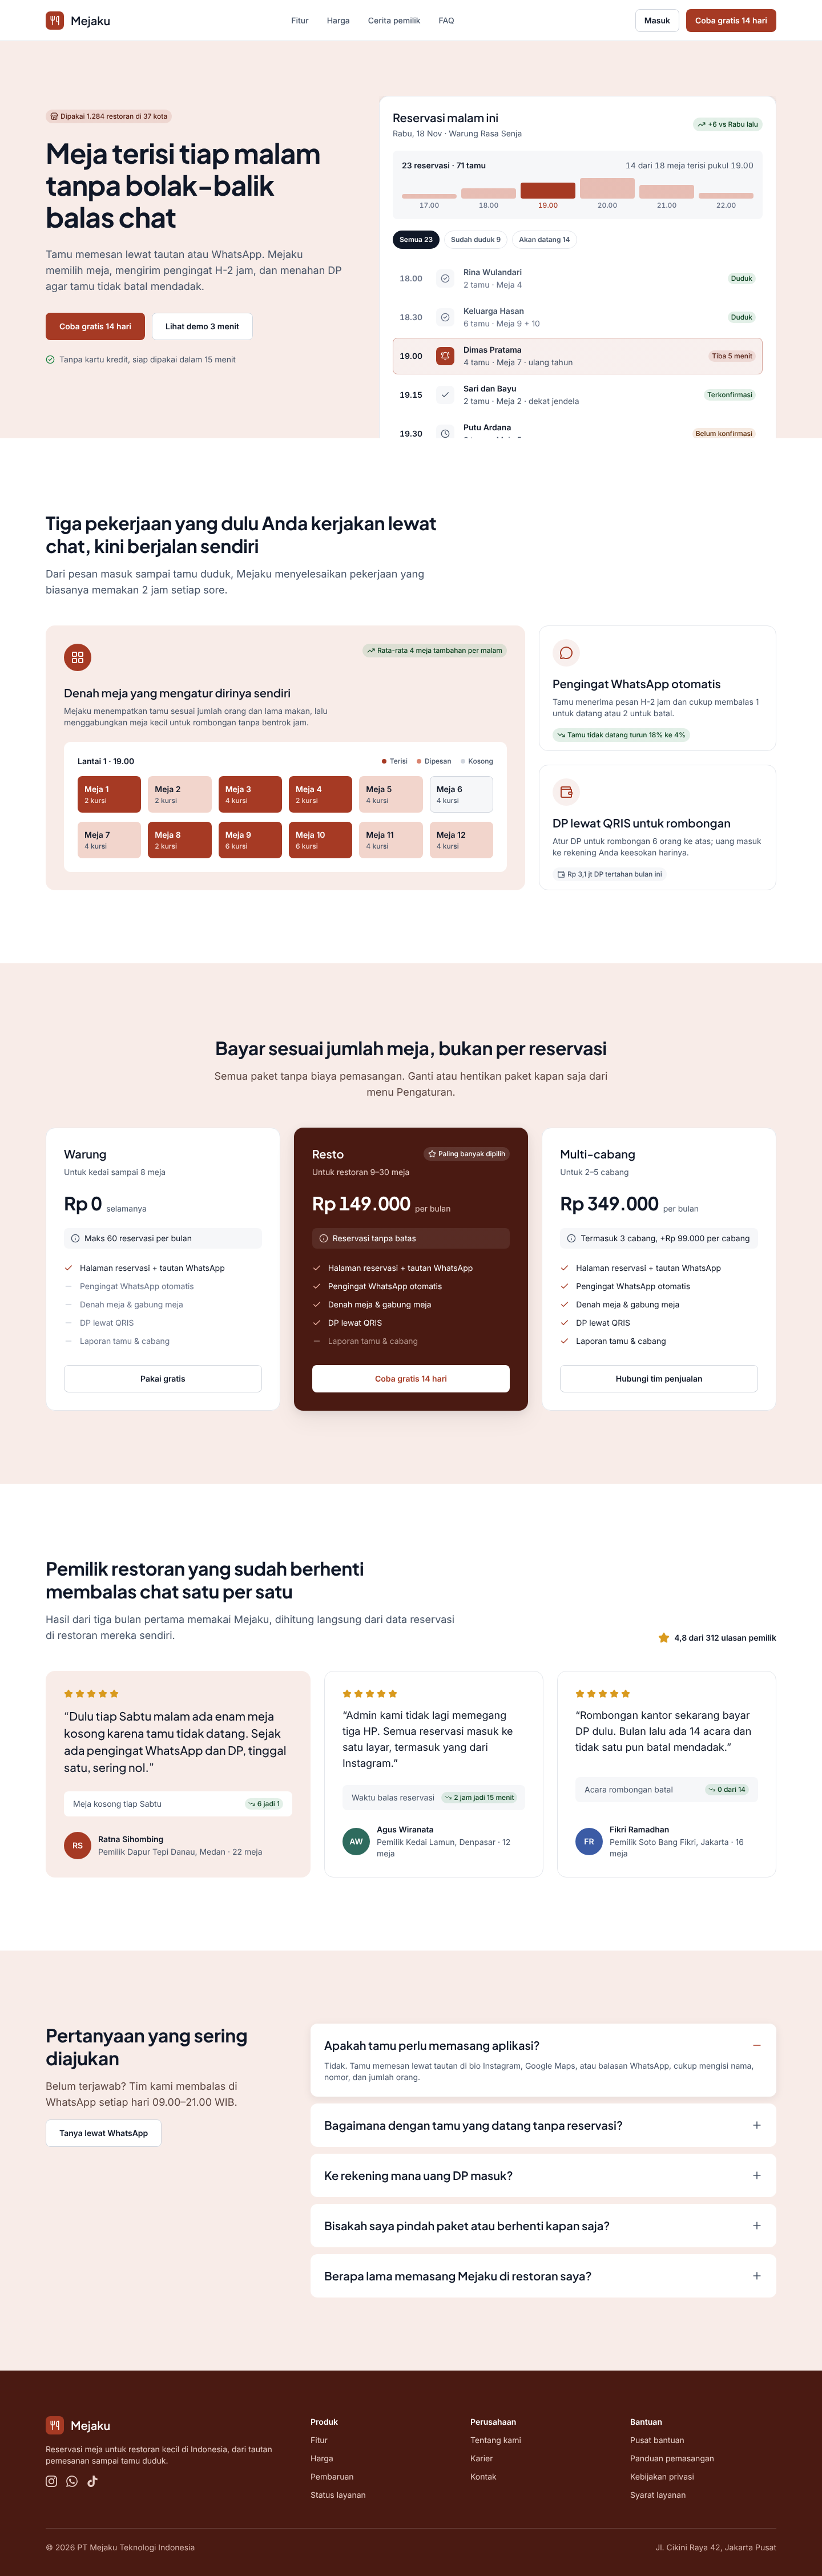 Mejaku
Fitur
Harga
Cerita pemilik
FAQ
Masuk
Coba gratis 14 hari
Dipakai 1.284 restoran di 37 kota
Meja terisi tiap malam
tanpa bolak-balik
balas chat
Tamu memesan lewat tautan atau WhatsApp. Mejaku
memilih meja, mengirim pengingat H-2 jam, dan menahan DP
agar tamu tidak batal mendadak.
Coba gratis 14 hari
Lihat demo 3 menit
Tanpa kartu kredit, siap dipakai dalam 15 menit
Reservasi malam ini
Rabu, 18 Nov · Warung Rasa Senja
+6 vs Rabu lalu
23 reservasi · 71 tamu
14 dari 18 meja terisi pukul 19.00
17.00
18.00
19.00
20.00
21.00
22.00
Semua 23
Sudah duduk 9
Akan datang 14
18.00
Rina Wulandari
2 tamu · Meja 4
Duduk
18.30
Keluarga Hasan
6 tamu · Meja 9 + 10
Duduk
19.00
Dimas Pratama
4 tamu · Meja 7 · ulang tahun
Tiba 5 menit
19.15
Sari dan Bayu
2 tamu · Meja 2 · dekat jendela
Terkonfirmasi
19.30
Putu Ardana
Belum konfirmasi
Tiga pekerjaan yang dulu Anda kerjakan lewat
chat, kini berjalan sendiri
Dari pesan masuk sampai tamu duduk, Mejaku menyelesaikan pekerjaan yang
biasanya memakan 2 jam setiap sore.
Rata-rata 4 meja tambahan per malam
Denah meja yang mengatur dirinya sendiri
Mejaku menempatkan tamu sesuai jumlah orang dan lama makan, lalu
menggabungkan meja kecil untuk rombongan tanpa bentrok jam.
Lantai 1 · 19.00
Terisi
Dipesan
Kosong
Meja 1
2 kursi
Meja 2
2 kursi
Meja 3
4 kursi
Meja 4
2 kursi
Meja 5
4 kursi
Meja 6
4 kursi
Meja 7
4 kursi
Meja 8
2 kursi
Meja 9
6 kursi
Meja 10
6 kursi
Meja 11
4 kursi
Meja 12
4 kursi
Pengingat WhatsApp otomatis
Tamu menerima pesan H-2 jam dan cukup membalas 1
untuk datang atau 2 untuk batal.
Tamu tidak datang turun 18% ke 4%
DP lewat QRIS untuk rombongan
Atur DP untuk rombongan 6 orang ke atas; uang masuk
ke rekening Anda keesokan harinya.
Rp 3,1 jt DP tertahan bulan ini
Bayar sesuai jumlah meja, bukan per reservasi
Semua paket tanpa biaya pemasangan. Ganti atau hentikan paket kapan saja dari
menu Pengaturan.
Warung
Untuk kedai sampai 8 meja
Rp 0 selamanya
Maks 60 reservasi per bulan
Halaman reservasi + tautan WhatsApp
Pengingat WhatsApp otomatis
Denah meja & gabung meja
DP lewat QRIS
Laporan tamu & cabang
Pakai gratis
Resto
Paling banyak dipilih
Untuk restoran 9–30 meja
Rp 149.000 per bulan
Reservasi tanpa batas
Halaman reservasi + tautan WhatsApp
Pengingat WhatsApp otomatis
Denah meja & gabung meja
DP lewat QRIS
Laporan tamu & cabang
Coba gratis 14 hari
Multi-cabang
Untuk 2–5 cabang
Rp 349.000 per bulan
Termasuk 3 cabang, +Rp 99.000 per cabang
Halaman reservasi + tautan WhatsApp
Pengingat WhatsApp otomatis
Denah meja & gabung meja
DP lewat QRIS
Laporan tamu & cabang
Hubungi tim penjualan
Pemilik restoran yang sudah berhenti
membalas chat satu per satu
Hasil dari tiga bulan pertama memakai Mejaku, dihitung langsung dari data reservasi
di restoran mereka sendiri.
4,8 dari 312 ulasan pemilik
“Dulu tiap Sabtu malam ada enam meja
kosong karena tamu tidak datang. Sejak
ada pengingat WhatsApp dan DP, tinggal
satu, sering nol.”
Meja kosong tiap Sabtu
6 jadi 1
RS
Ratna Sihombing
Pemilik Dapur Tepi Danau, Medan · 22 meja
“Admin kami tidak lagi memegang
tiga HP. Semua reservasi masuk ke
satu layar, termasuk yang dari
Instagram.”
Waktu balas reservasi
2 jam jadi 15 menit
AW
Agus Wiranata
Pemilik Kedai Lamun, Denpasar · 12
meja
“Rombongan kantor sekarang bayar
DP dulu. Bulan lalu ada 14 acara dan
tidak satu pun batal mendadak.”
Acara rombongan batal
0 dari 14
FR
Fikri Ramadhan
Pemilik Soto Bang Fikri, Jakarta · 16
meja
Pertanyaan yang sering
diajukan
Belum terjawab? Tim kami membalas di
WhatsApp setiap hari 09.00–21.00 WIB.
Tanya lewat WhatsApp
Apakah tamu perlu memasang aplikasi?
Tidak. Tamu memesan lewat tautan di bio Instagram, Google Maps, atau balasan WhatsApp, cukup mengisi nama,
nomor, dan jumlah orang.
Bagaimana dengan tamu yang datang tanpa reservasi?
Ke rekening mana uang DP masuk?
Bisakah saya pindah paket atau berhenti kapan saja?
Berapa lama memasang Mejaku di restoran saya?
Mejaku
Reservasi meja untuk restoran kecil di Indonesia, dari tautan
pemesanan sampai tamu duduk.
Produk
Fitur
Harga
Pembaruan
Status layanan
Perusahaan
Tentang kami
Karier
Kontak
Bantuan
Pusat bantuan
Panduan pemasangan
Kebijakan privasi
Syarat layanan
© 2026 PT Mejaku Teknologi Indonesia
Jl. Cikini Raya 42, Jakarta Pusat